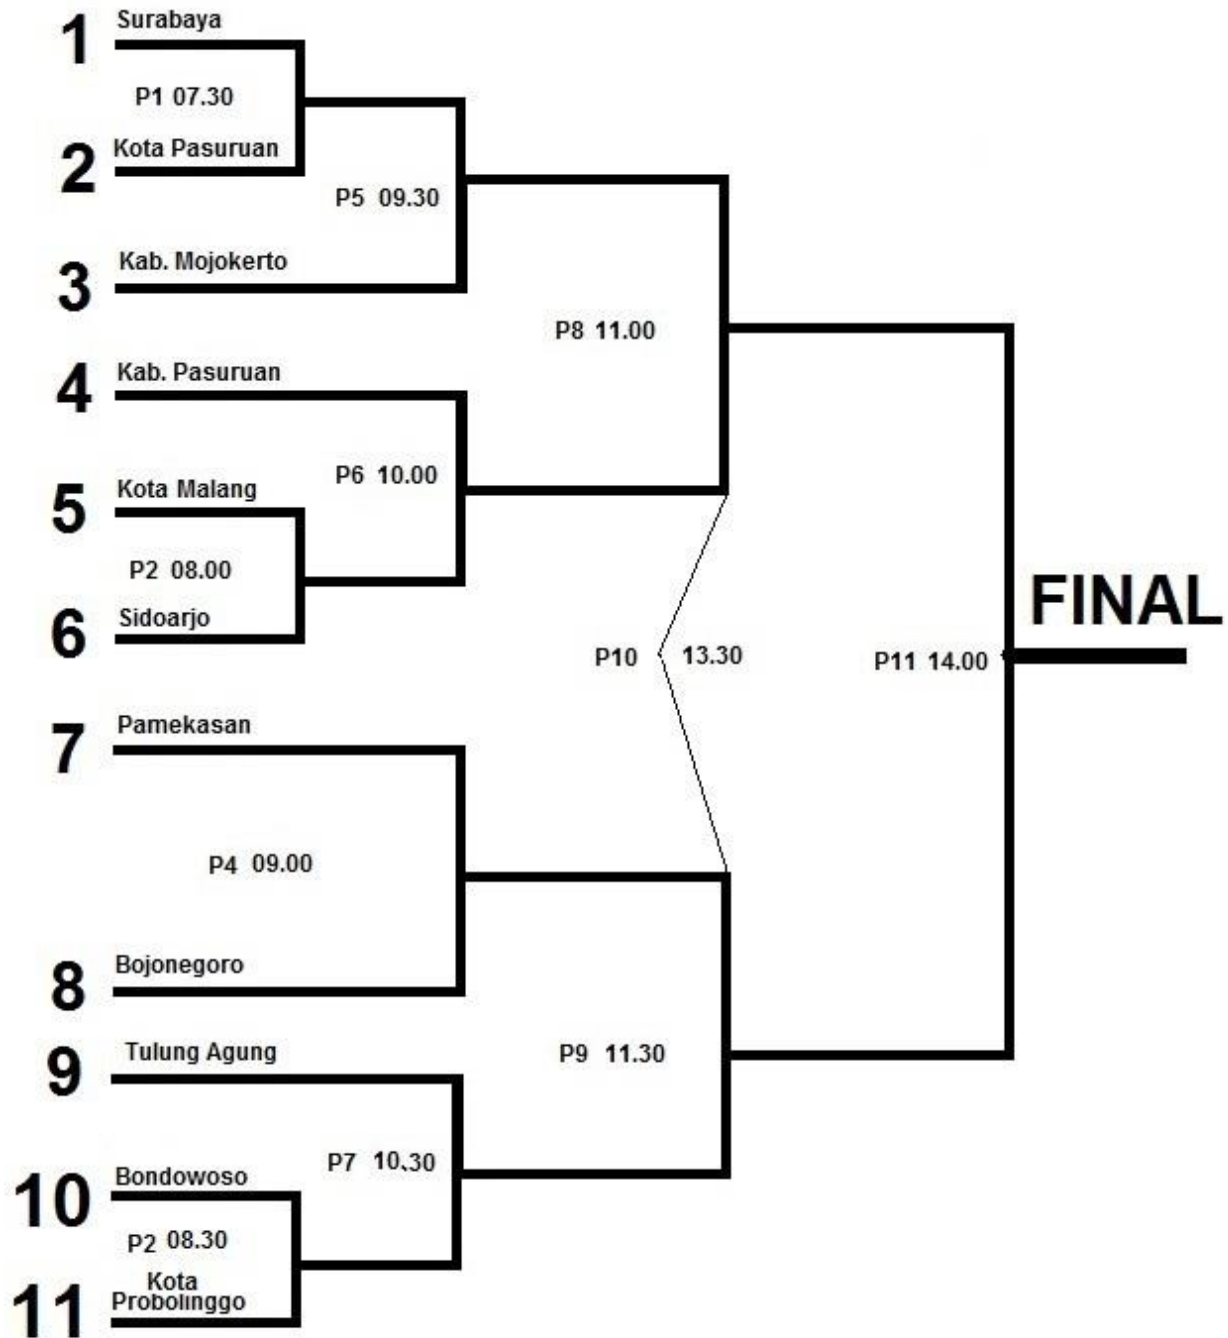 1 Surabaya
P1 07.30
2 Kota Pasuruan
P5 09.30
3 Kab. Mojokerto
P8 11.00
4 Kab. Pasuruan
P6 10.00
5 Kota Malang
P2 08.00
6 Sidoarjo
FINAL
P10 13.30
P11 14.00
7 Pamekasan
P4 09.00
8 Bojonegoro
9 Tulung Agung
P9 11.30
P7 10.30
10 Bondowoso
P2 08.30
Kota
11 Probolinggo